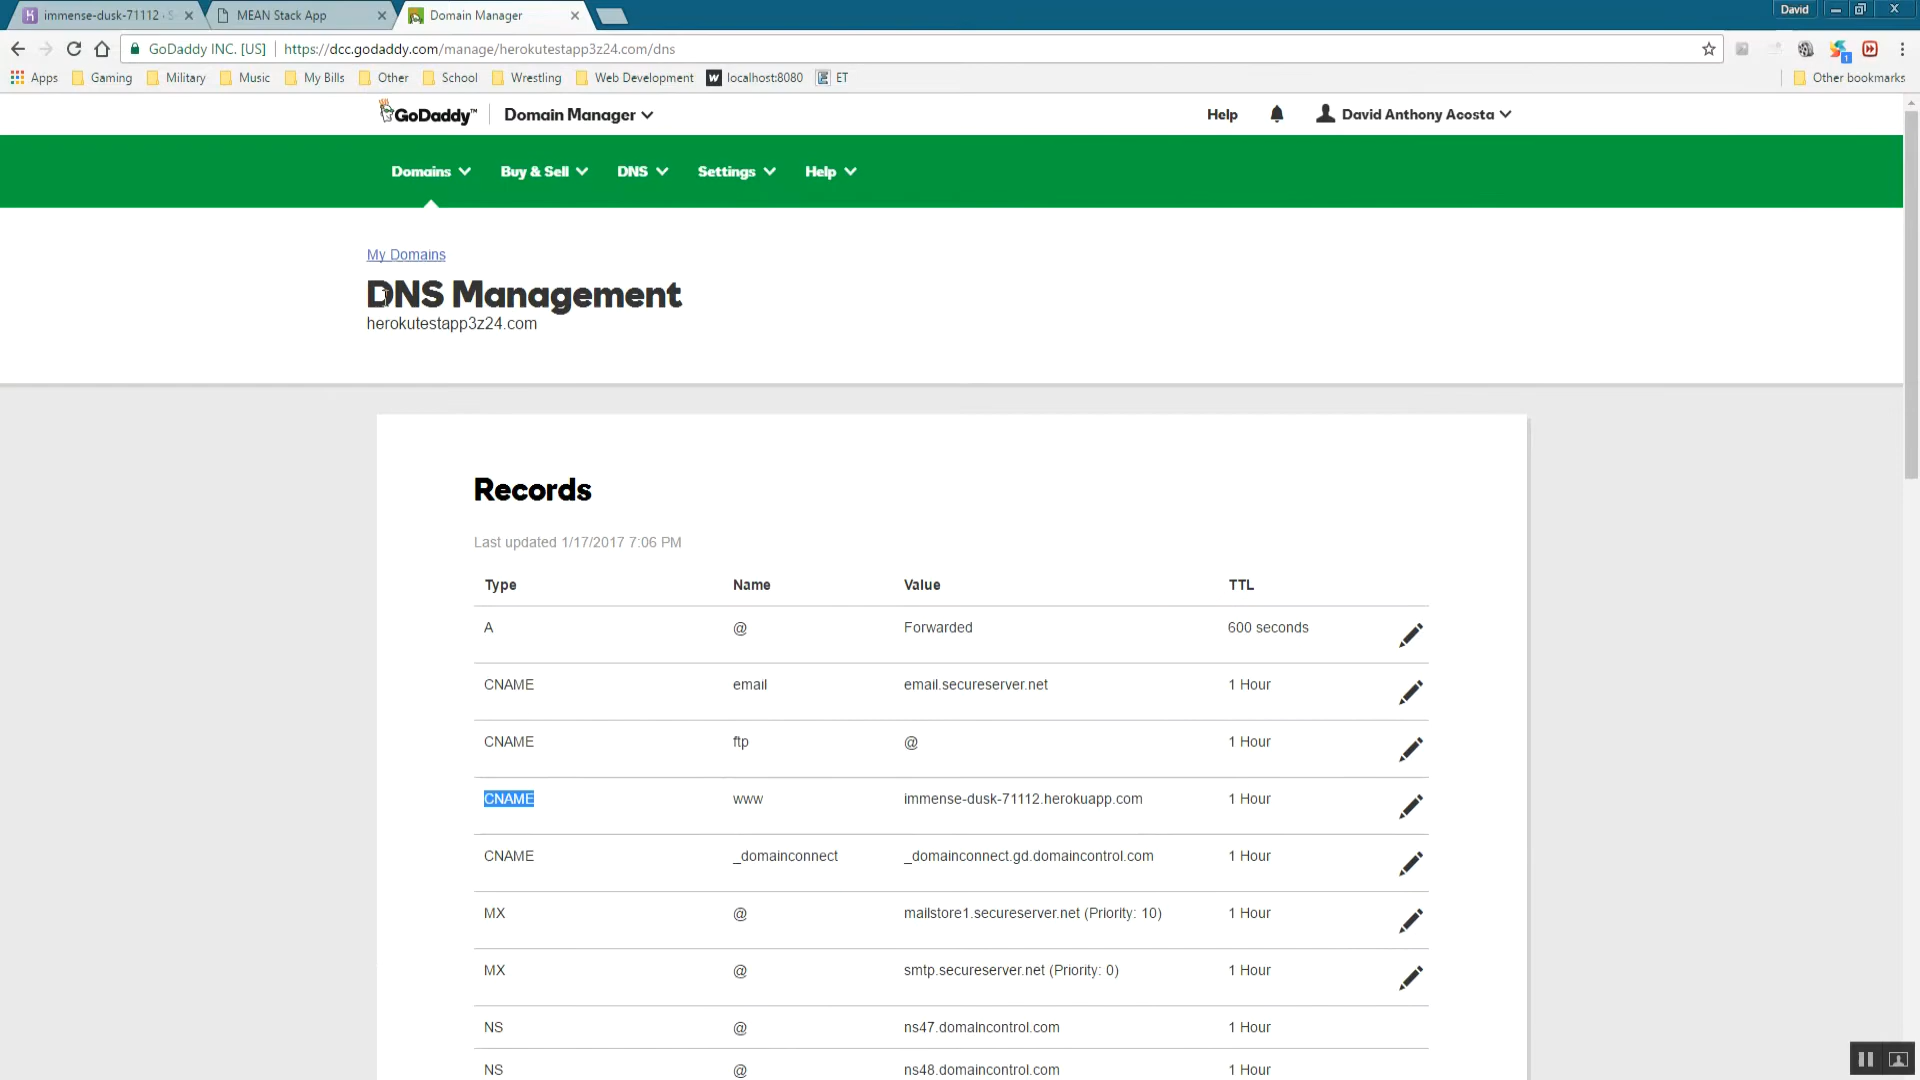 immense-dusk-71112 · S
MEAN Stack App
Domain Manager
David
GoDaddy INC. [US]
https://dcc.godaddy.com/manage/herokutestapp3z24.com/dns
Apps
Gaming
Military
Music
My Bills
Other
School
Wrestling
Web Development
localhost:8080
ET
Other bookmarks
GoDaddy™
Domain Manager
Help
David Anthony Acosta
Domains
Buy & Sell
DNS
Settings
Help
My Domains
DNS Management
herokutestapp3z24.com
Records
Last updated 1/17/2017 7:06 PM
Type Name Value TTL
A @ Forwarded 600 seconds
CNAME email email.secureserver.net 1 Hour
CNAME ftp @ 1 Hour
CNAME www immense-dusk-71112.herokuapp.com 1 Hour
CNAME _domainconnect _domainconnect.gd.domaincontrol.com 1 Hour
MX @ mailstore1.secureserver.net (Priority: 10) 1 Hour
MX @ smtp.secureserver.net (Priority: 0) 1 Hour
NS @ ns47.domaincontrol.com 1 Hour
NS @ ns48.domaincontrol.com 1 Hour